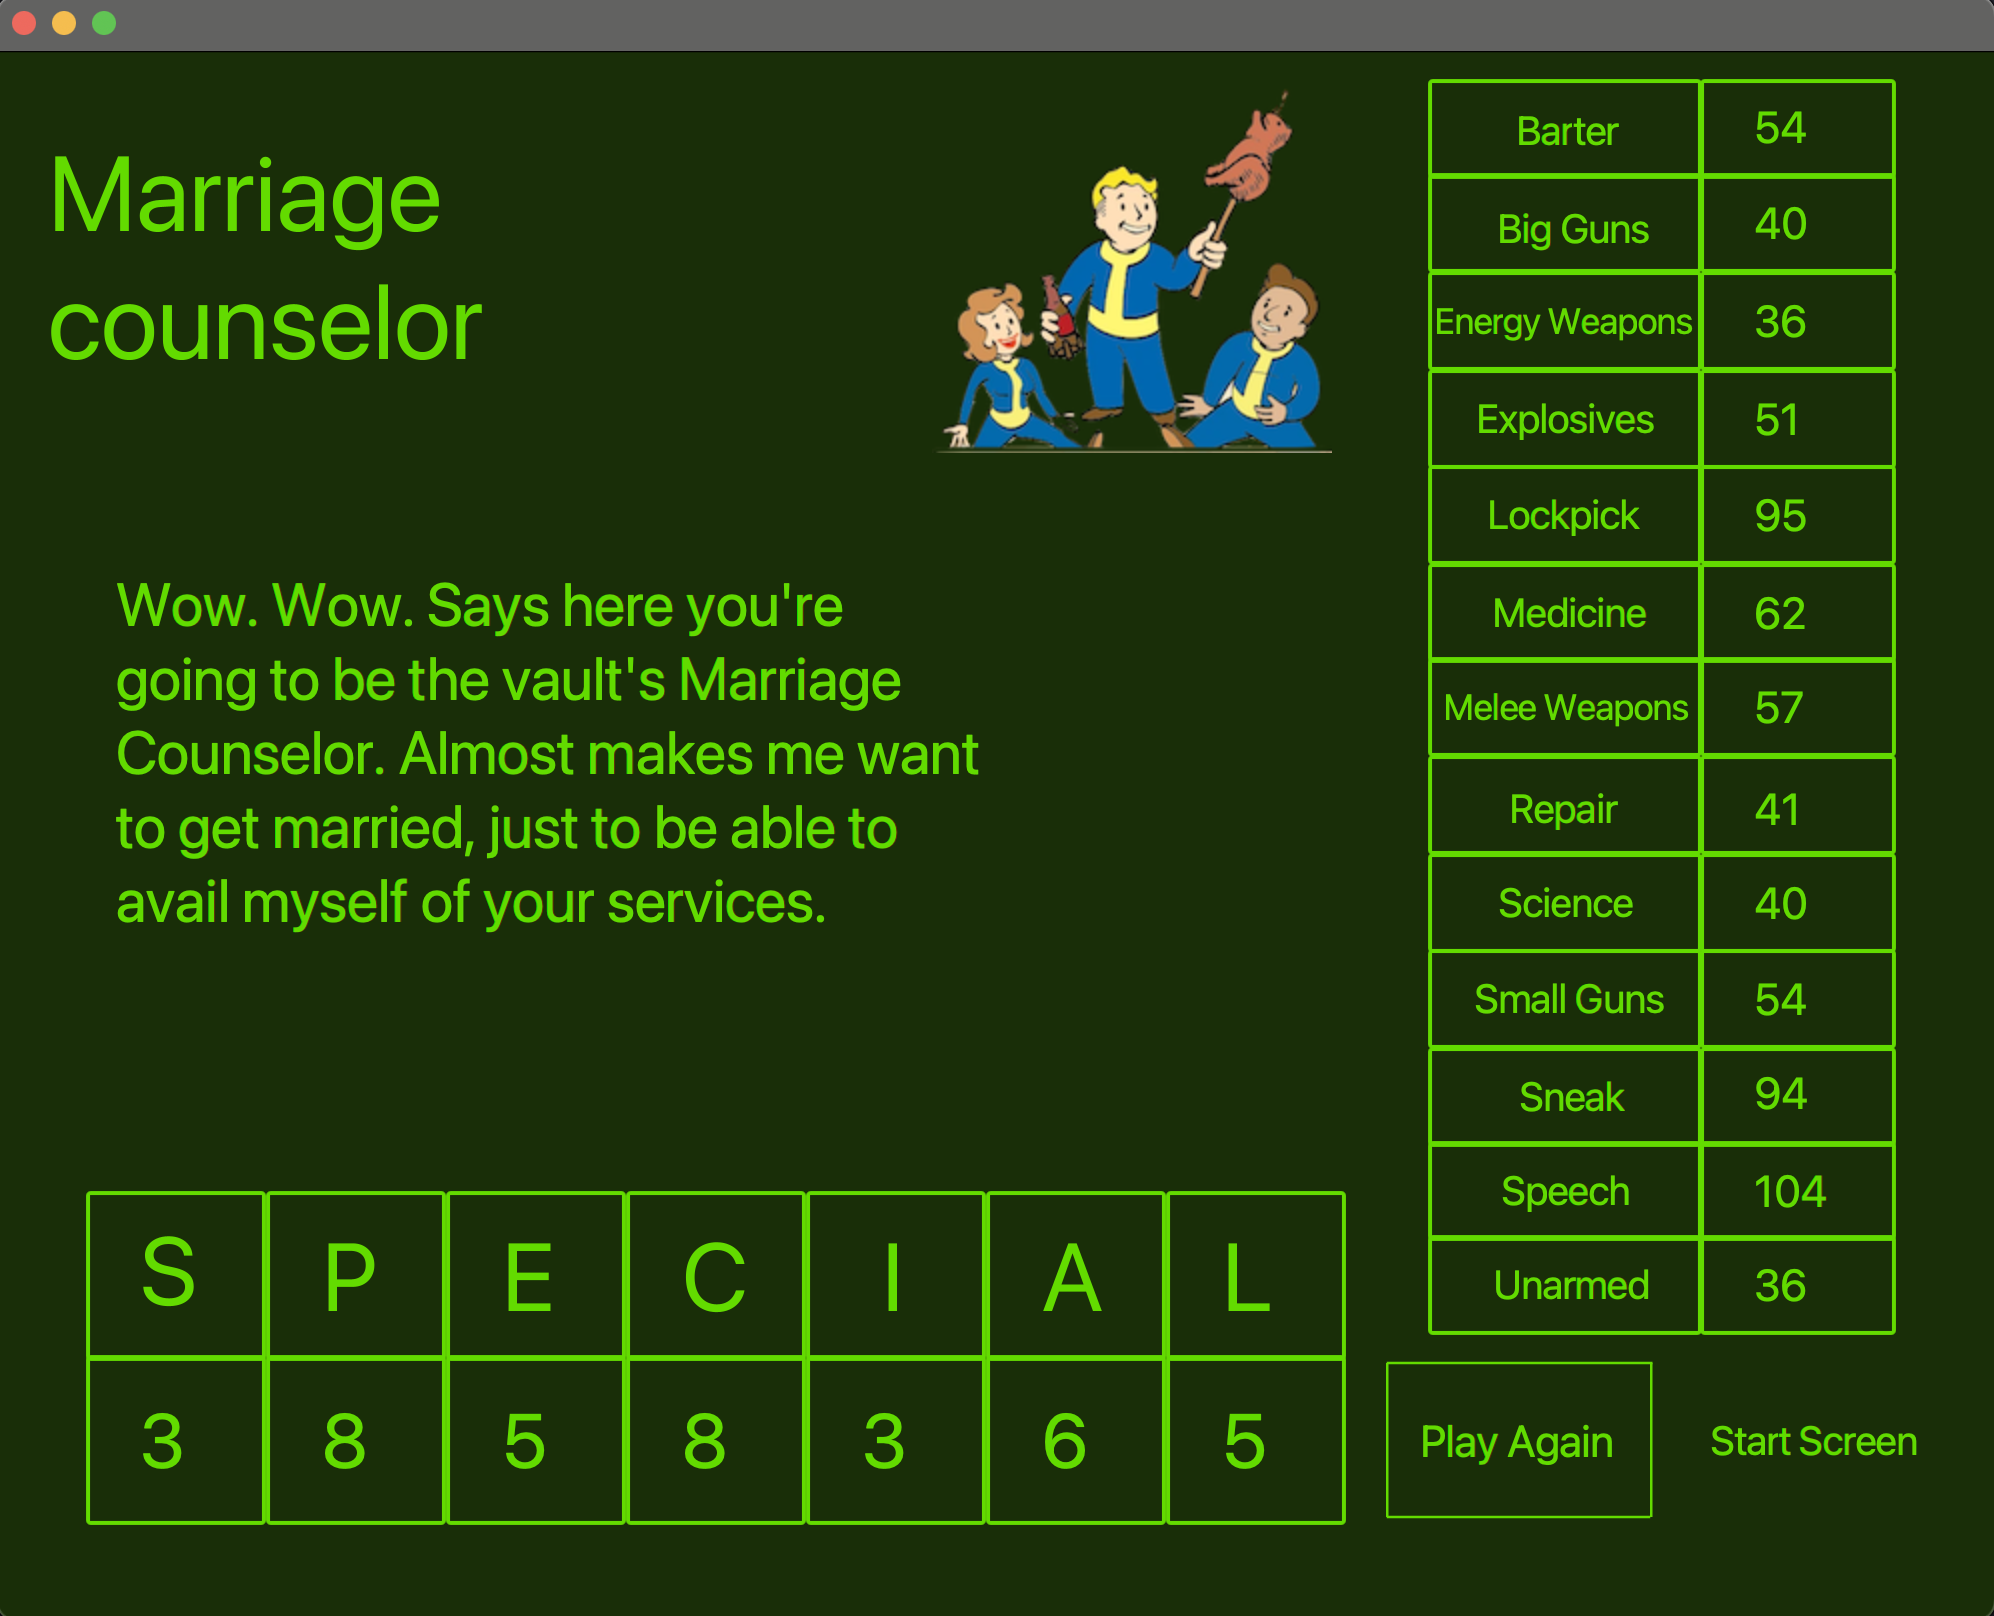 Marriage
counselor
Wow. Wow. Says here you're
going to be the vault's Marriage
Counselor. Almost makes me want
to get married, just to be able to
avail myself of your services.
S P E C I A L
3 8 5 8 3 6 5
Barter 54
Big Guns 40
Energy Weapons 36
Explosives 51
Lockpick 95
Medicine 62
Melee Weapons 57
Repair 41
Science 40
Small Guns 54
Sneak 94
Speech 104
Unarmed 36
Play Again Start Screen